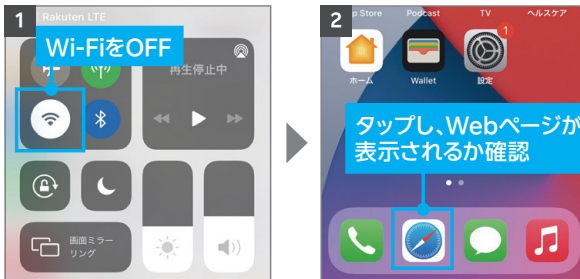 1
Rakuten LTE
Wi-FiをOFF
再生停止中
画面ミラー
リング
2
p Store
Podcast
TV
ヘルスケア
1
ホーム
Wallet
設定
タップし、Webページが
表示されるか確認